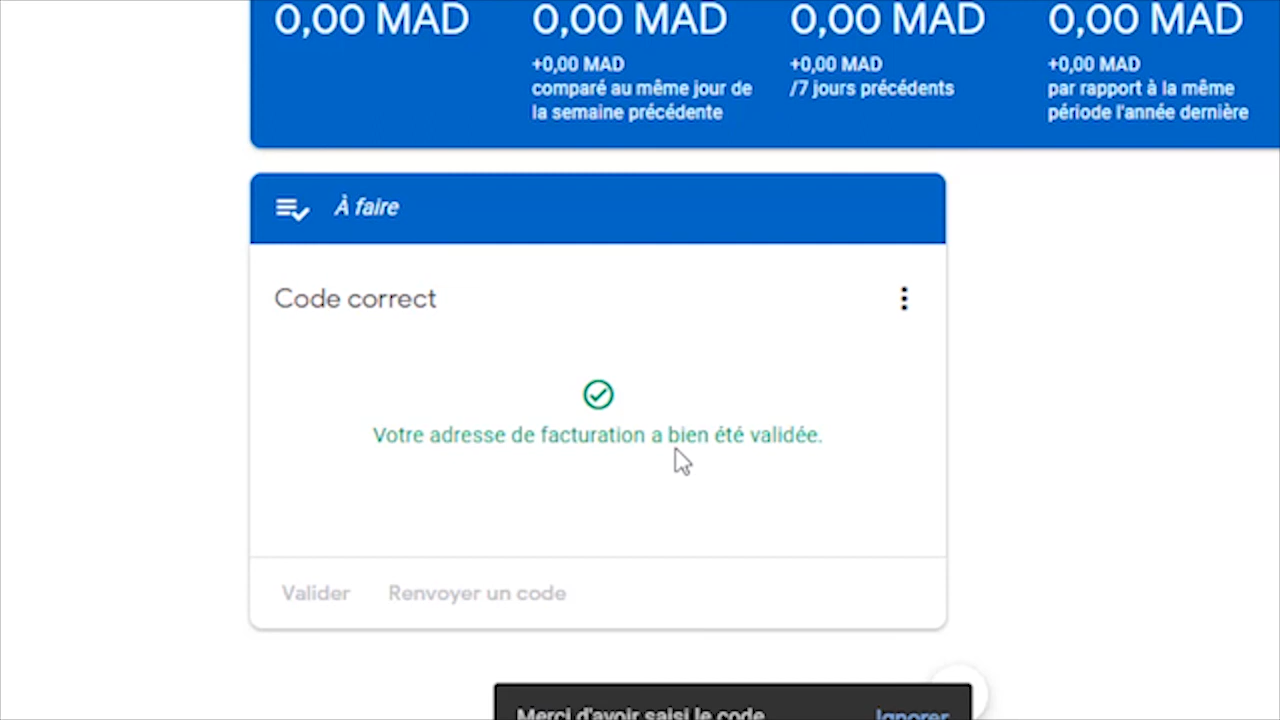 0,00 MAD 0,00 MAD 0,00 MAD 0,00 MAD
+0,00 MAD
comparé au même jour de
la semaine précédente
+0,00 MAD
/7 jours précédents
+0,00 MAD
par rapport à la même
période l'année dernière
À faire
Code correct
Votre adresse de facturation a bien été validée.
Valider Renvoyer un code
Merci d'avoir saisi le code Ignorer